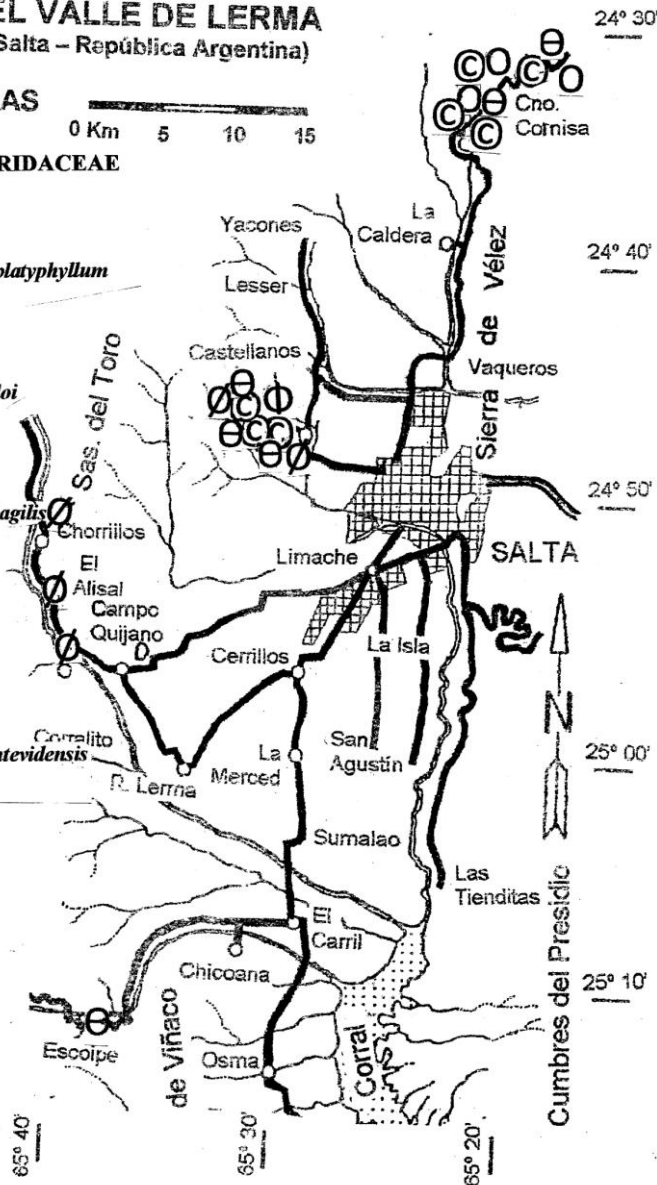 EL VALLE DE LERMA
Salta – República Argentina)
24° 30'
AS
0 Km 5 10 15
Cno.
Cornisa
RIDACEAE
La
Caldera
Yacones
Vélez
24° 40'
platyphyllum
Lesser
de
Castellanos
Vaqueros
loi
Sas. del Toro
Sierra
24° 50'
agilis
Chorrillos
Limache
SALTA
El
Alisal
Campo
Quijano
La Isla
Cerrillos
N
Corralito
ntevidensis
La
Merced
San
Agustín
25° 00'
R. Lerma
Sumalao
Las
Tienditas
El
Carril
Cumbres del Presidio
Chicoana
25° 10'
Escoipe
de Viñaco
Osma
Corral
65° 40'
65° 30'
65° 20'